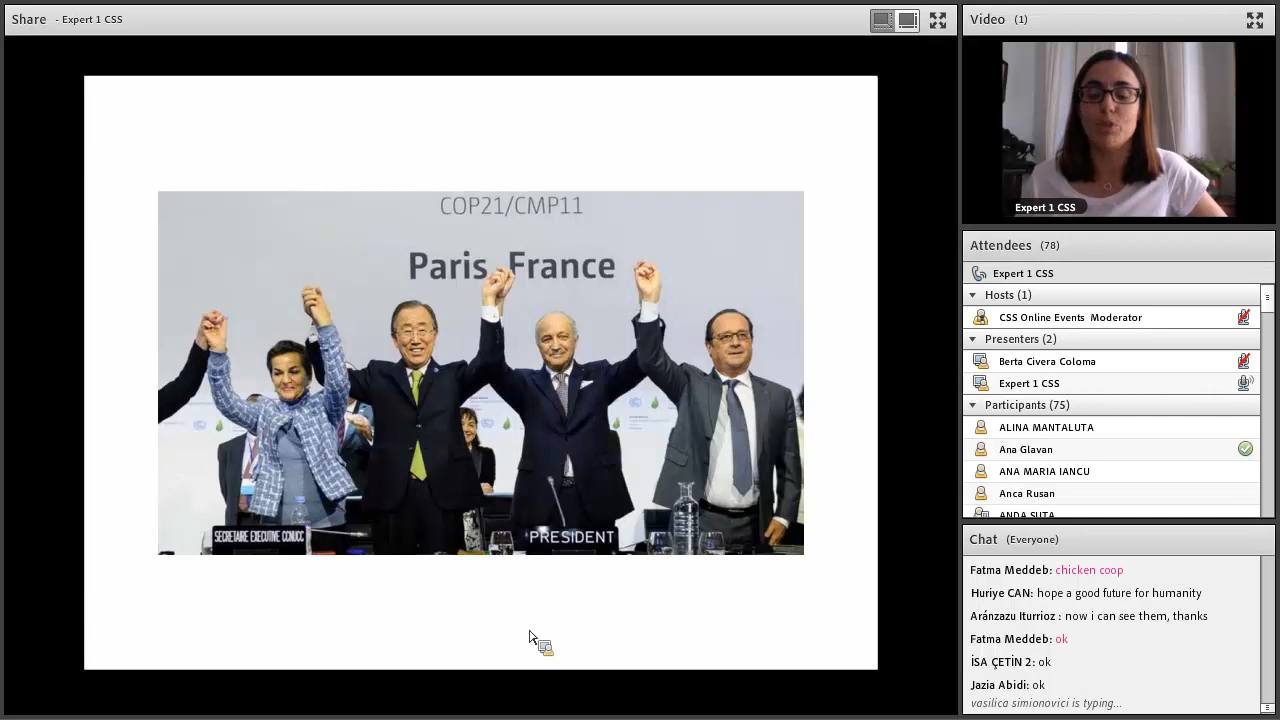 Share - Expert 1 CSS
COP21/CMP11
Paris France
SECRETAIRE EXECUTIVE CCNUCC
PRESIDENT
Video (1)
Expert 1 CSS
Attendees (78)
Expert 1 CSS
Hosts (1)
CSS Online Events Moderator
Presenters (2)
Berta Civera Coloma
Expert 1 CSS
Participants (75)
ALINA MANTALUTA
Ana Glavan
ANA MARIA IANCU
Anca Rusan
ANDA SUTA
Chat (Everyone)
Fatma Meddeb: chicken coop
Huriye CAN: hope a good future for humanity
Aránzazu Iturrioz : now i can see them, thanks
Fatma Meddeb: ok
İSA ÇETİN 2: ok
Jazia Abidi: ok
vasilica simionovici is typing...